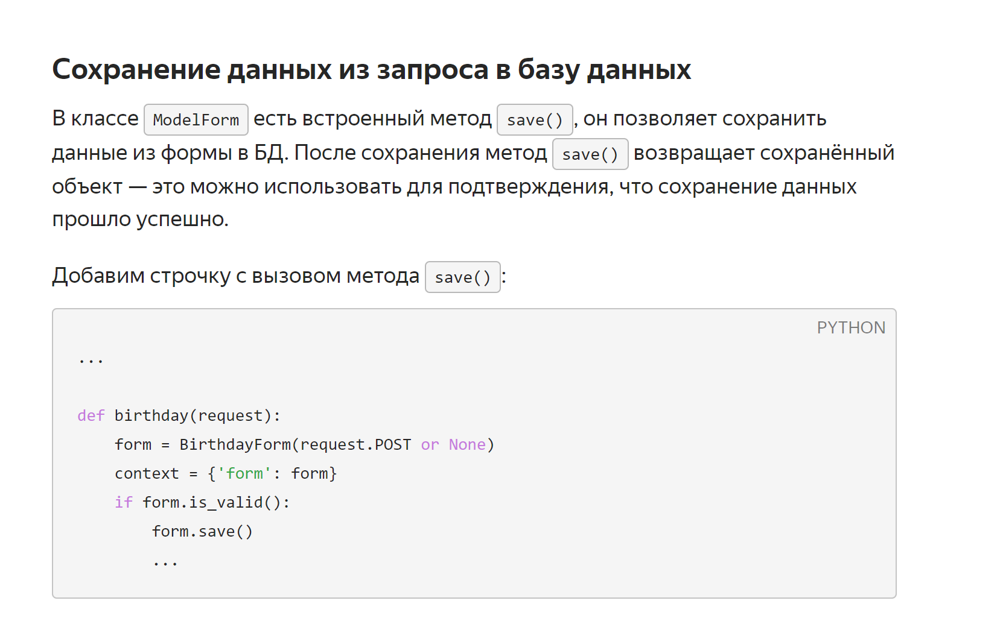 Сохранение данных из запроса в базу данных
В классе ModelForm есть встроенный метод save(), он позволяет сохранить
данные из формы в БД. После сохранения метод save() возвращает сохранённый
объект — это можно использовать для подтверждения, что сохранение данных
прошло успешно.
Добавим строчку с вызовом метода save():
PYTHON
...
def birthday(request):
    form = BirthdayForm(request.POST or None)
    context = {'form': form}
    if form.is_valid():
        form.save()
        ...